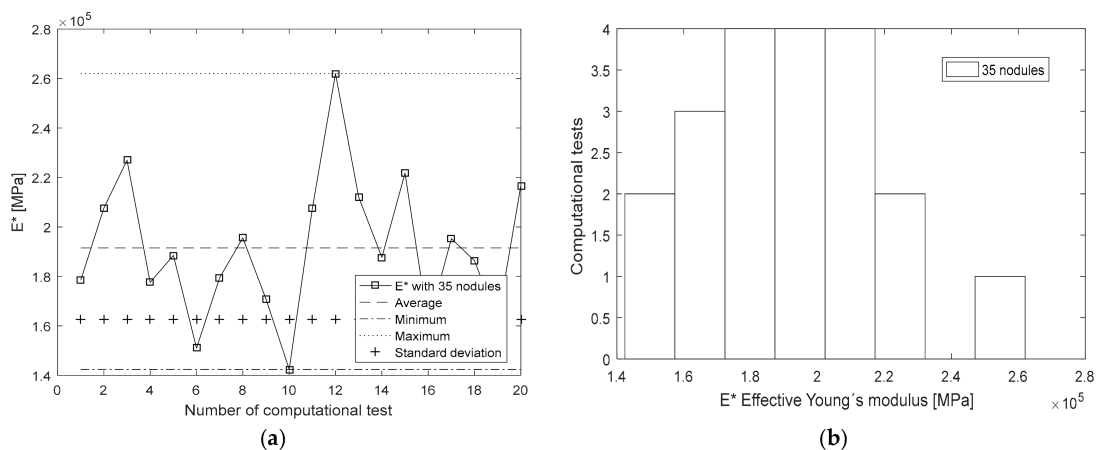 ×10⁵
2.8
2.6
2.4
2.2
2
1.8
1.6
1.4
E* [MPa]
0 2 4 6 8 10 12 14 16 18 20
Number of computational test
E* with 35 nodules
Average
Minimum
Maximum
Standard deviation
(a)
4
3.5
3
2.5
2
1.5
1
0.5
0
Computational tests
35 nodules
1.4 1.6 1.8 2 2.2 2.4 2.6 2.8
E* Effective Young´s modulus [MPa]
×10⁵
(b)